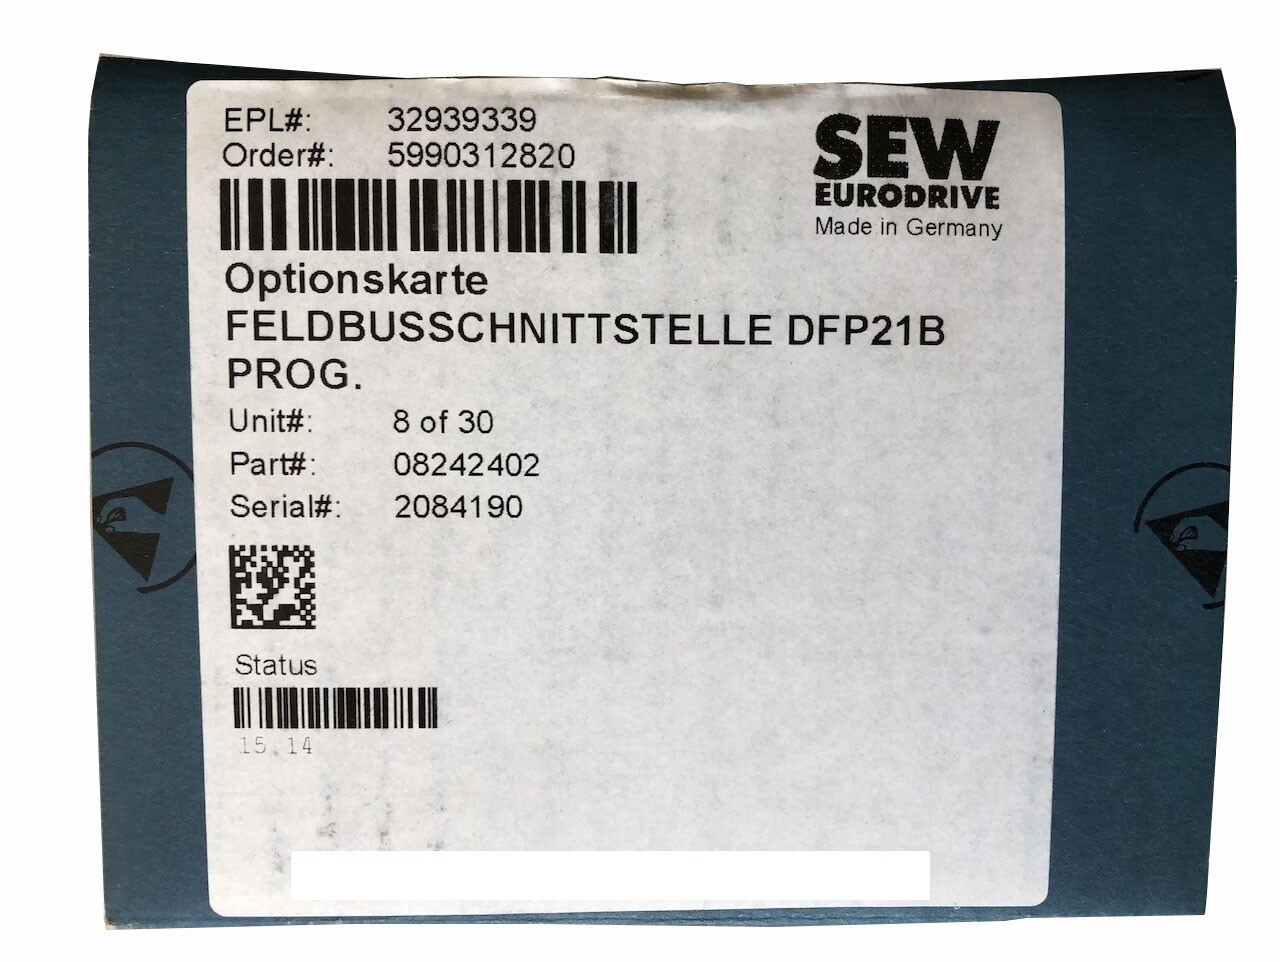 EPL#: 32939339
Order#: 5990312820
SEW
EURODRIVE
Made in Germany
Optionskarte
FELDBUSSCHNITTSTELLE DFP21B
PROG.
Unit#: 8 of 30
Part#: 08242402
Serial#: 2084190
Status
15.14